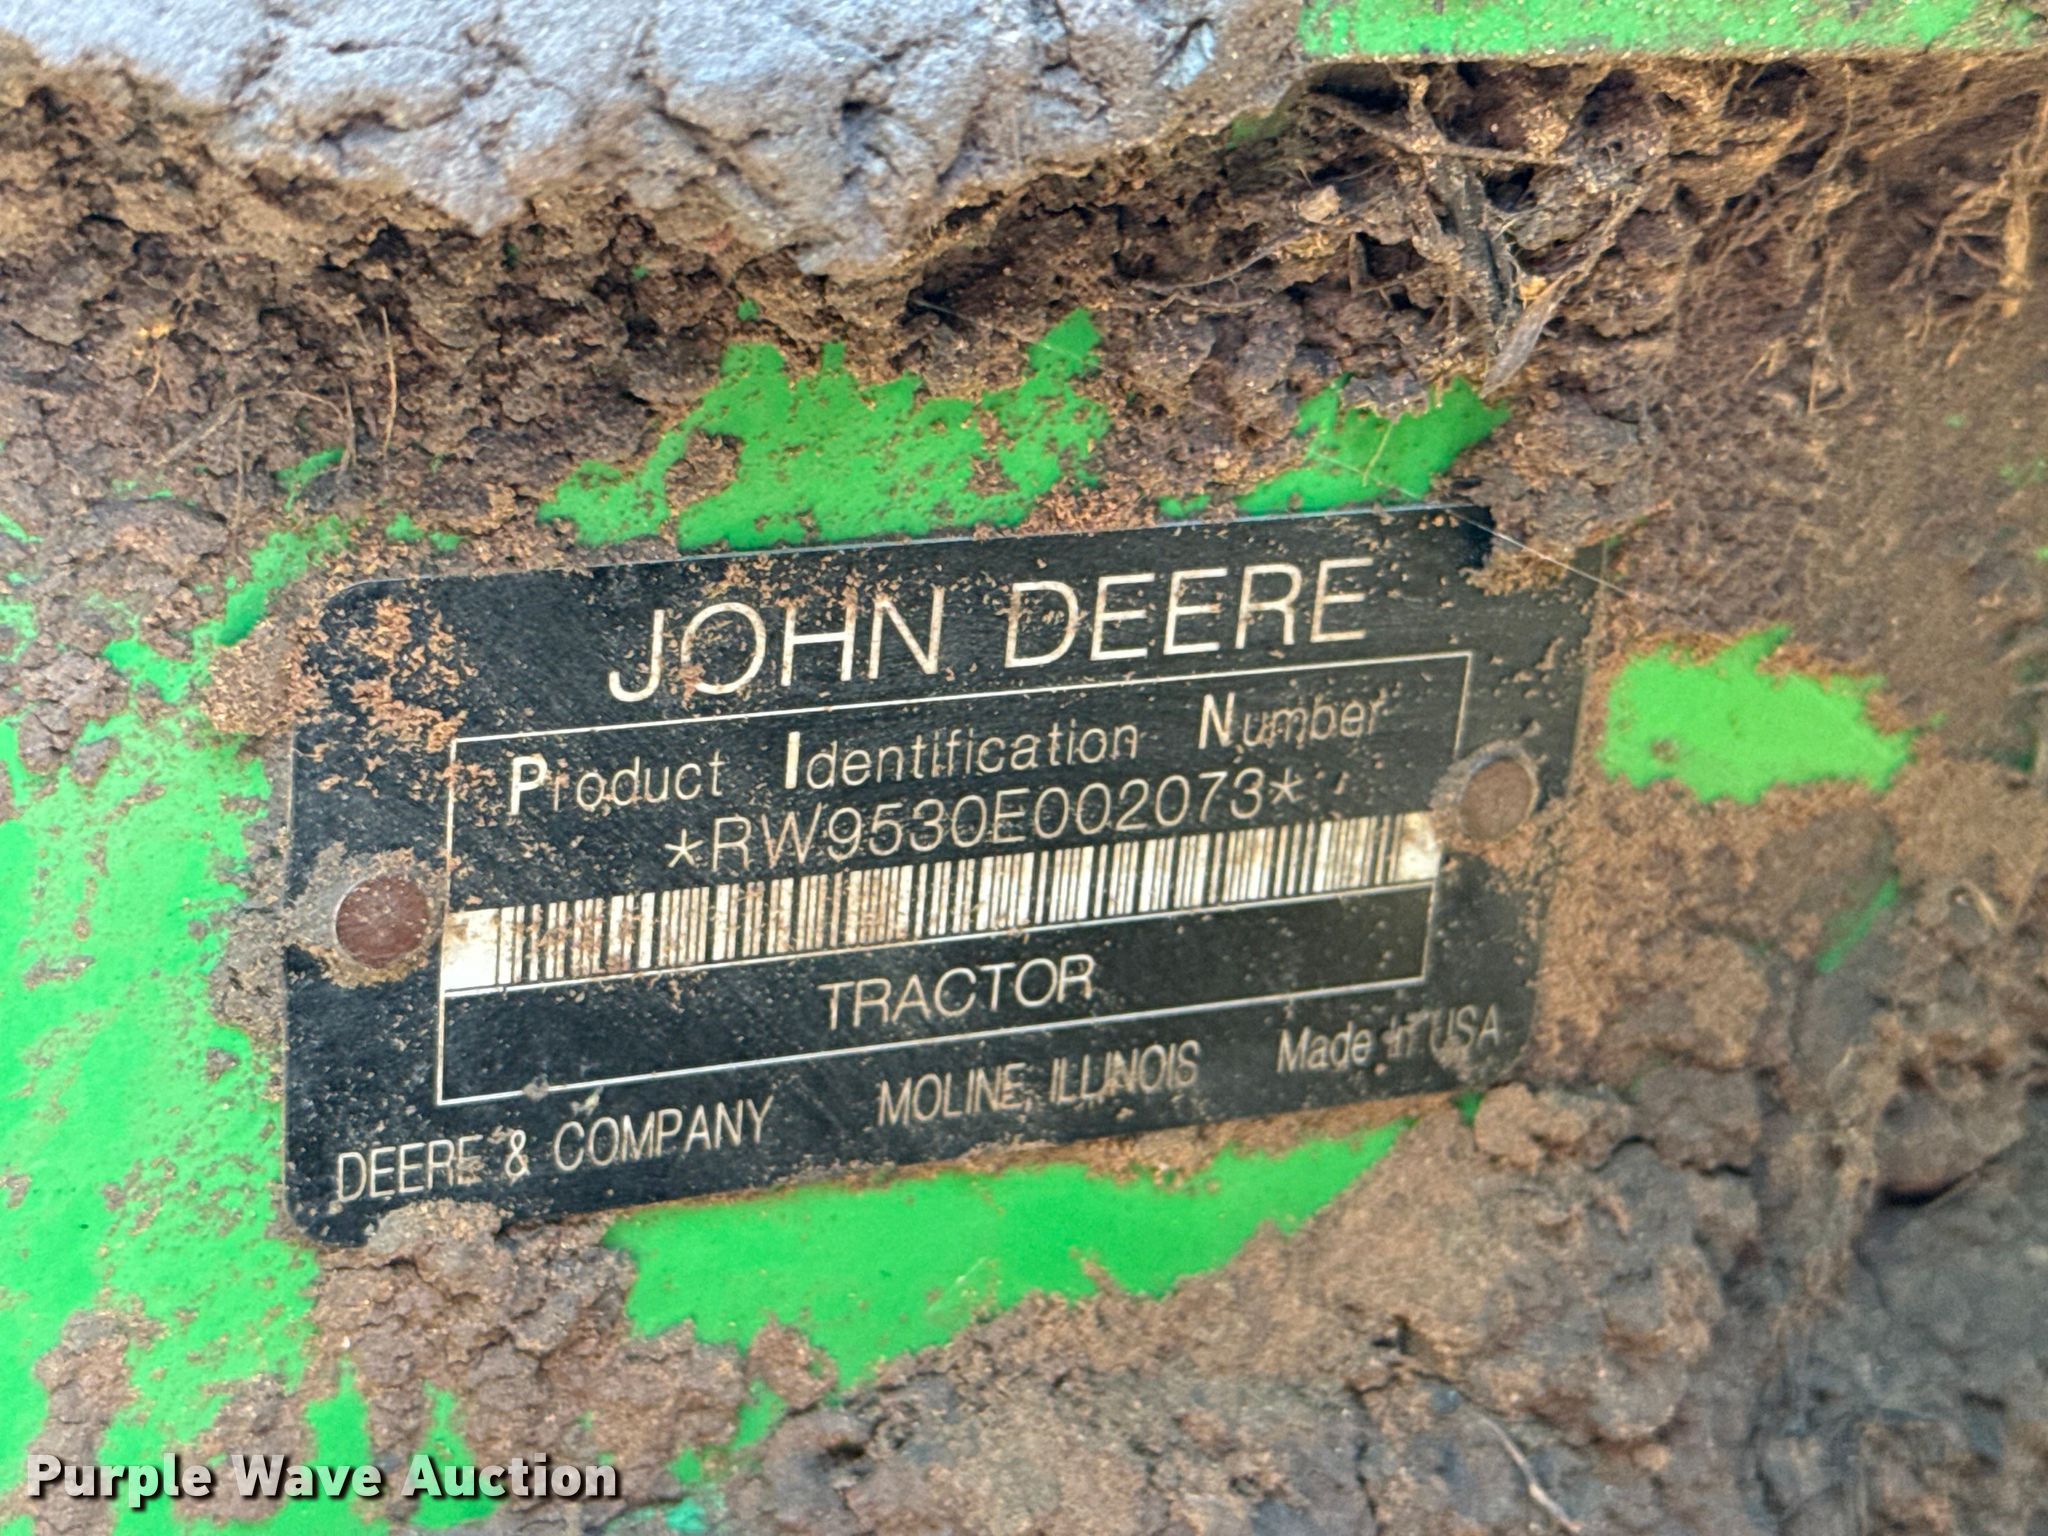 JOHN DEERE
Product Identification Number
*RW9530E002073*
TRACTOR
DEERE & COMPANY MOLINE, ILLINOIS Made in USA
Purple Wave Auction